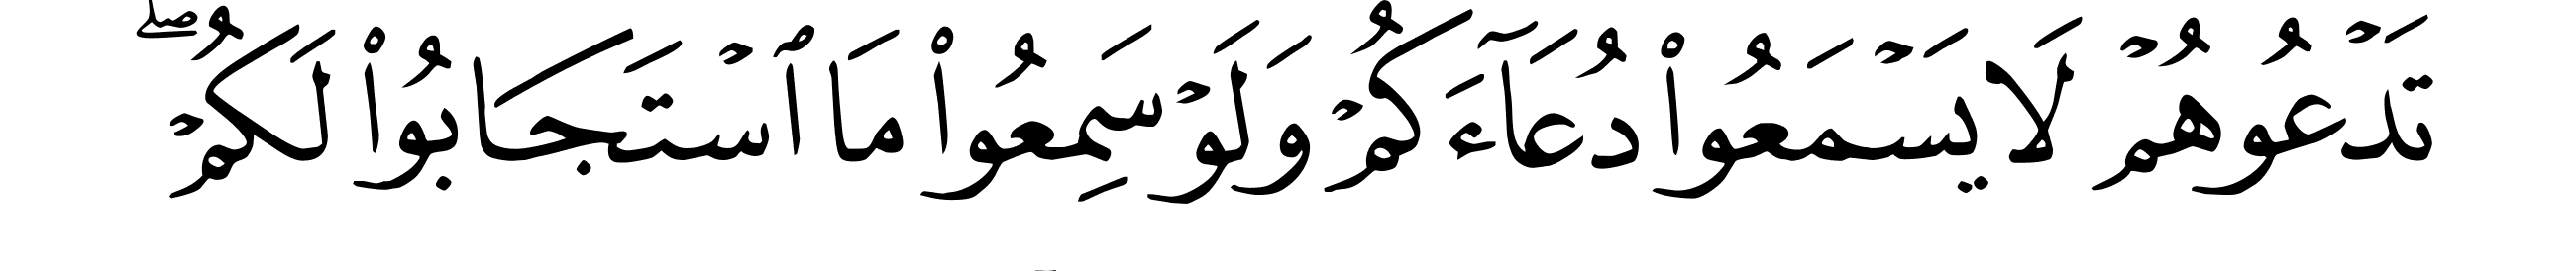 تَدۡعُوهُمۡ لَا يَسۡمَعُواْ دُعَآءَكُمۡ وَلَوۡ سَمِعُواْ مَا ٱسۡتَجَابُواْ لَكُمۡۖ